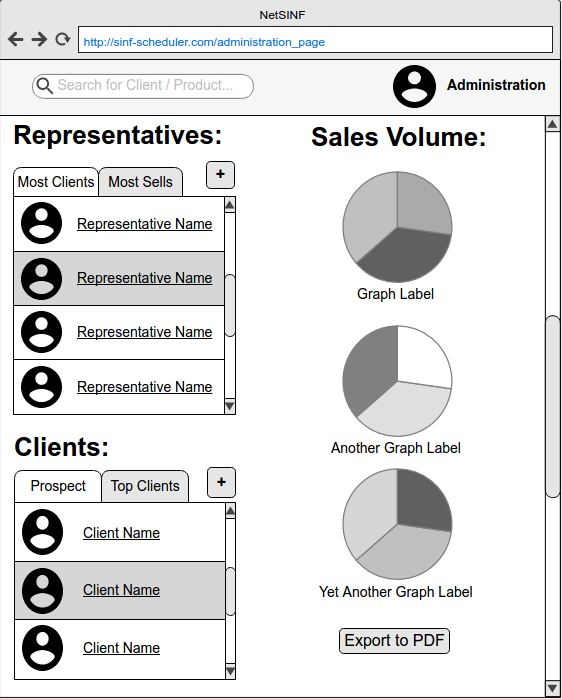 NetSINF
http://sinf-scheduler.com/administration_page
Search for Client / Product...
Administration
Representatives:
Most Clients
Most Sells
+
Representative Name
Representative Name
Representative Name
Representative Name
Clients:
Prospect
Top Clients
+
Client Name
Client Name
Client Name
Sales Volume:
Graph Label
Another Graph Label
Yet Another Graph Label
Export to PDF